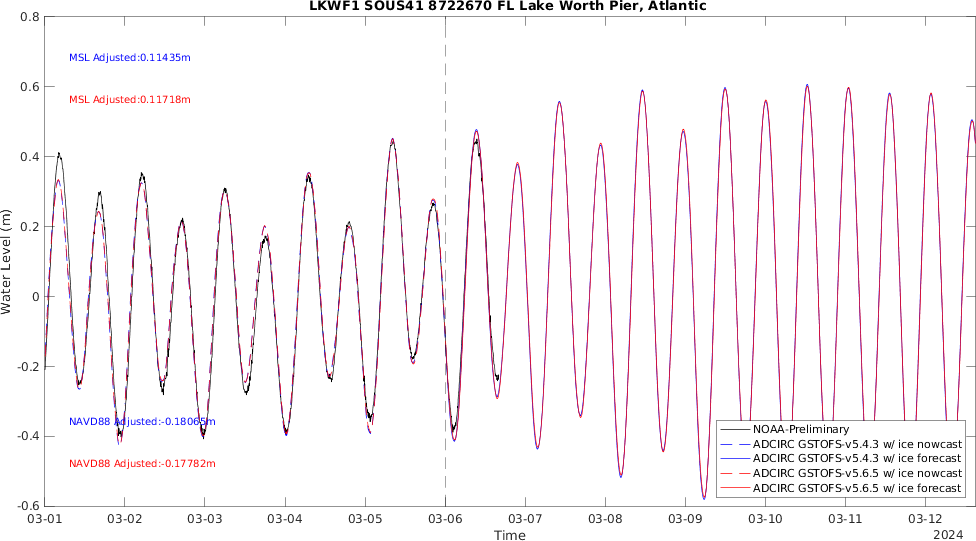 LKWF1 SOUS41 8722670 FL Lake Worth Pier, Atlantic
0.8
MSL Adjusted:0.11435m
0.6
MSL Adjusted:0.11718m
0.4
0.2
Water Level (m)
0
-0.2
NAVD88 Adjusted:-0.18065m
-0.4
NAVD88 Adjusted:-0.17782m
-0.6
NOAA-Preliminary
ADCIRC GSTOFS-v5.4.3 w/ ice nowcast
ADCIRC GSTOFS-v5.4.3 w/ ice forecast
ADCIRC GSTOFS-v5.6.5 w/ ice nowcast
ADCIRC GSTOFS-v5.6.5 w/ ice forecast
03-01 03-02 03-03 03-04 03-05 03-06 03-07 03-08 03-09 03-10 03-11 03-12
Time
2024